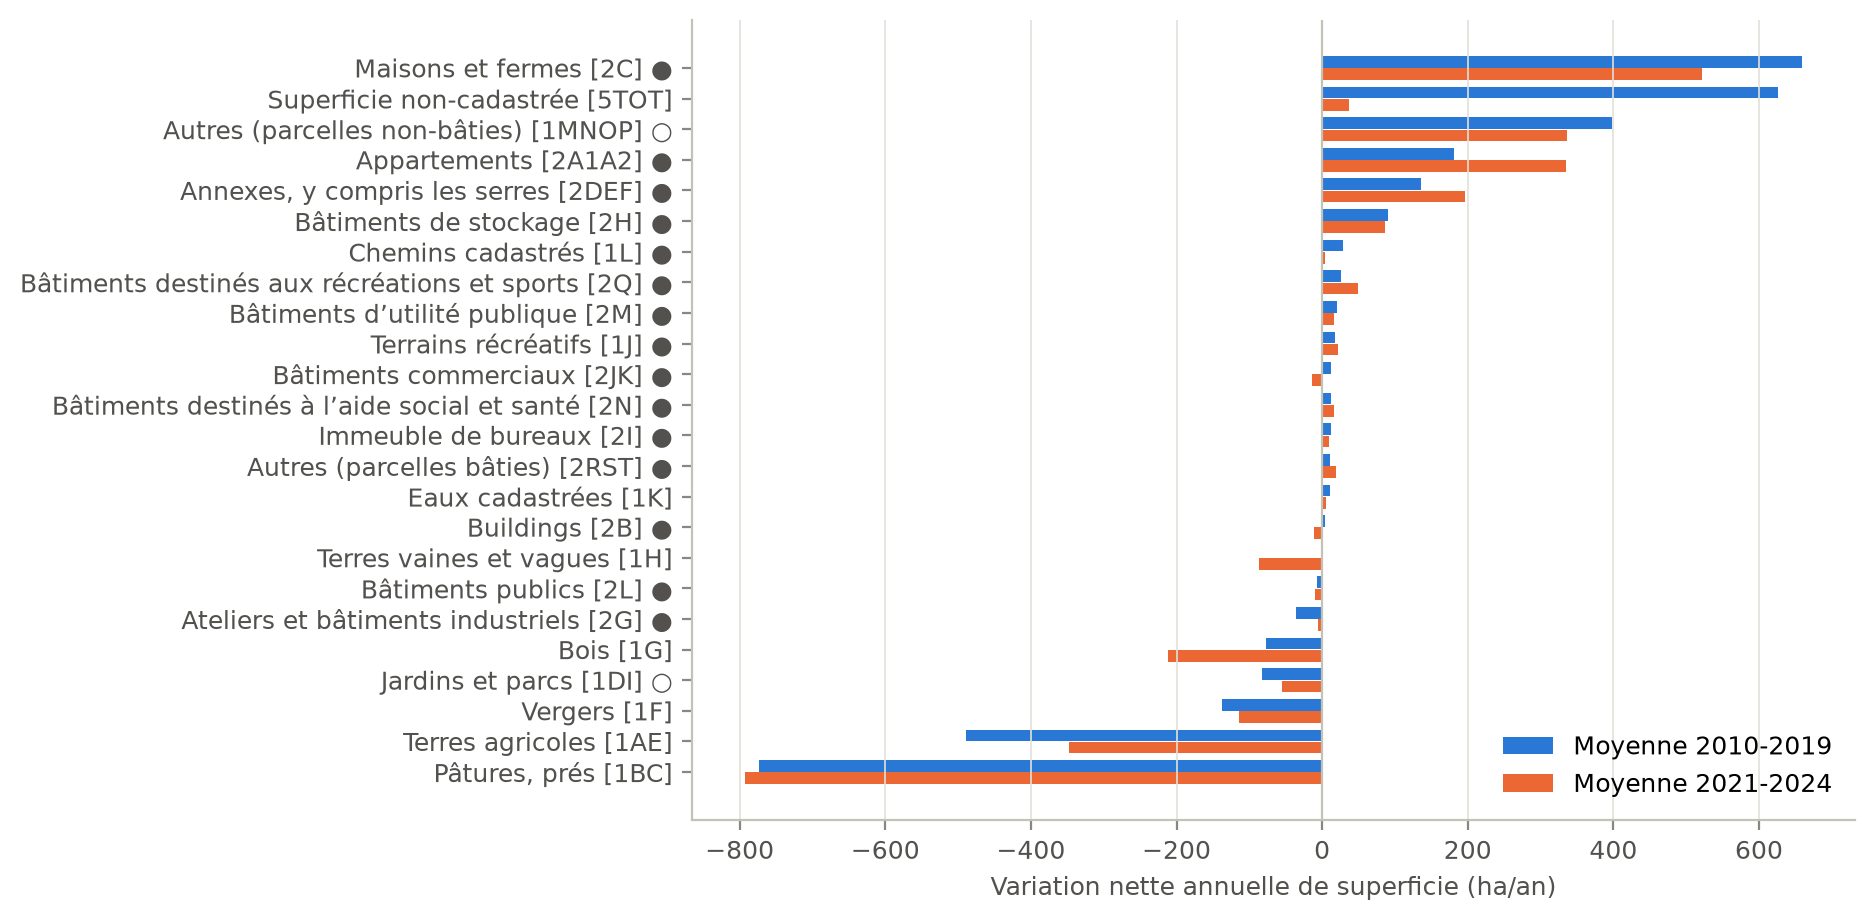 Maisons et fermes [2C] ●
Superficie non-cadastrée [5TOT]
Autres (parcelles non-bâties) [1MNOP] ○
Appartements [2A1A2] ●
Annexes, y compris les serres [2DEF] ●
Bâtiments de stockage [2H] ●
Chemins cadastrés [1L] ●
Bâtiments destinés aux récréations et sports [2Q] ●
Bâtiments d’utilité publique [2M] ●
Terrains récréatifs [1J] ●
Bâtiments commerciaux [2JK] ●
Bâtiments destinés à l’aide social et santé [2N] ●
Immeuble de bureaux [2I] ●
Autres (parcelles bâties) [2RST] ●
Eaux cadastrées [1K]
Buildings [2B] ●
Terres vaines et vagues [1H]
Bâtiments publics [2L] ●
Ateliers et bâtiments industriels [2G] ●
Bois [1G]
Jardins et parcs [1DI] ○
Vergers [1F]
Terres agricoles [1AE]
Pâtures, prés [1BC]
Moyenne 2010-2019
Moyenne 2021-2024
−800 −600 −400 −200 0 200 400 600
Variation nette annuelle de superficie (ha/an)